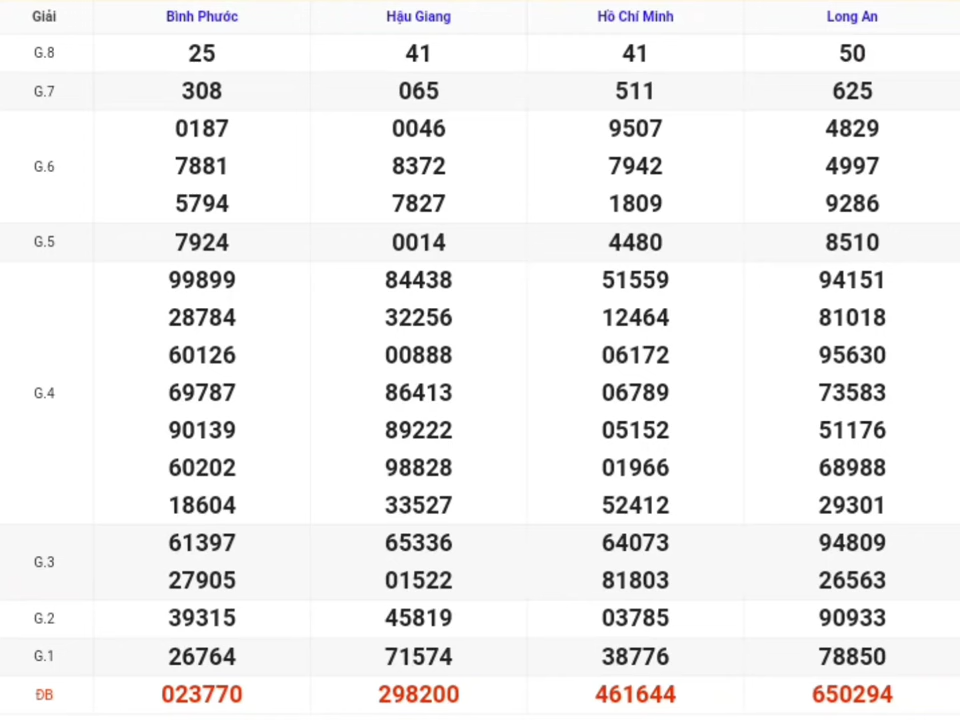 Giải Bình Phước Hậu Giang Hồ Chí Minh Long An
G.8 25 41 41 50
G.7 308 065 511 625
0187 0046 9507 4829
G.6 7881 8372 7942 4997
5794 7827 1809 9286
G.5 7924 0014 4480 8510
99899 84438 51559 94151
28784 32256 12464 81018
60126 00888 06172 95630
G.4 69787 86413 06789 73583
90139 89222 05152 51176
60202 98828 01966 68988
18604 33527 52412 29301
61397 65336 64073 94809
G.3
27905 01522 81803 26563
G.2 39315 45819 03785 90933
G.1 26764 71574 38776 78850
ĐB 023770 298200 461644 650294